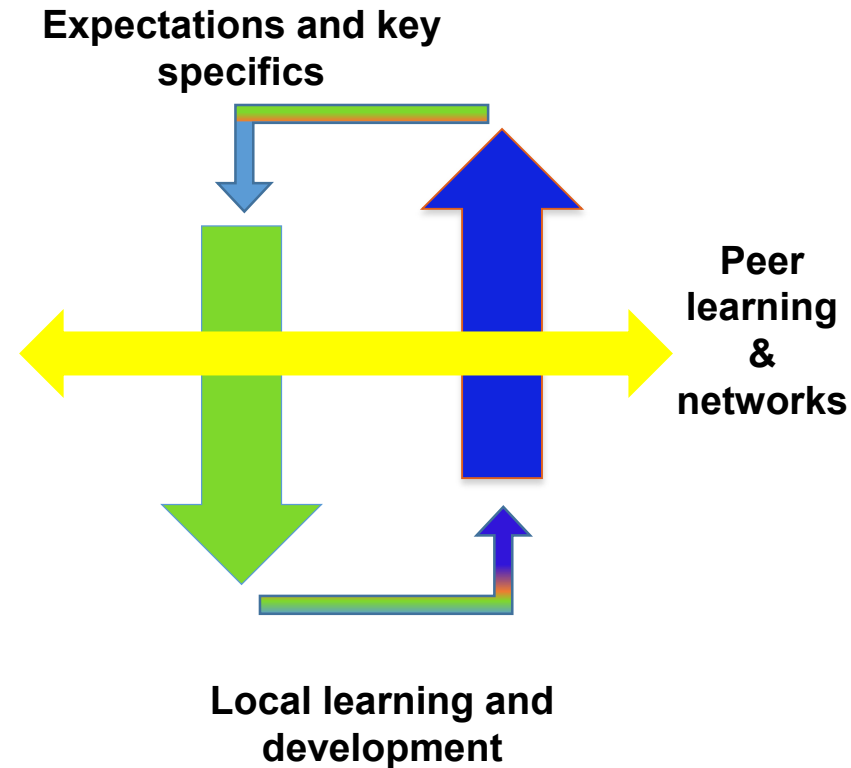 Expectations and key
specifics
Peer
learning
&
networks
Local learning and
development